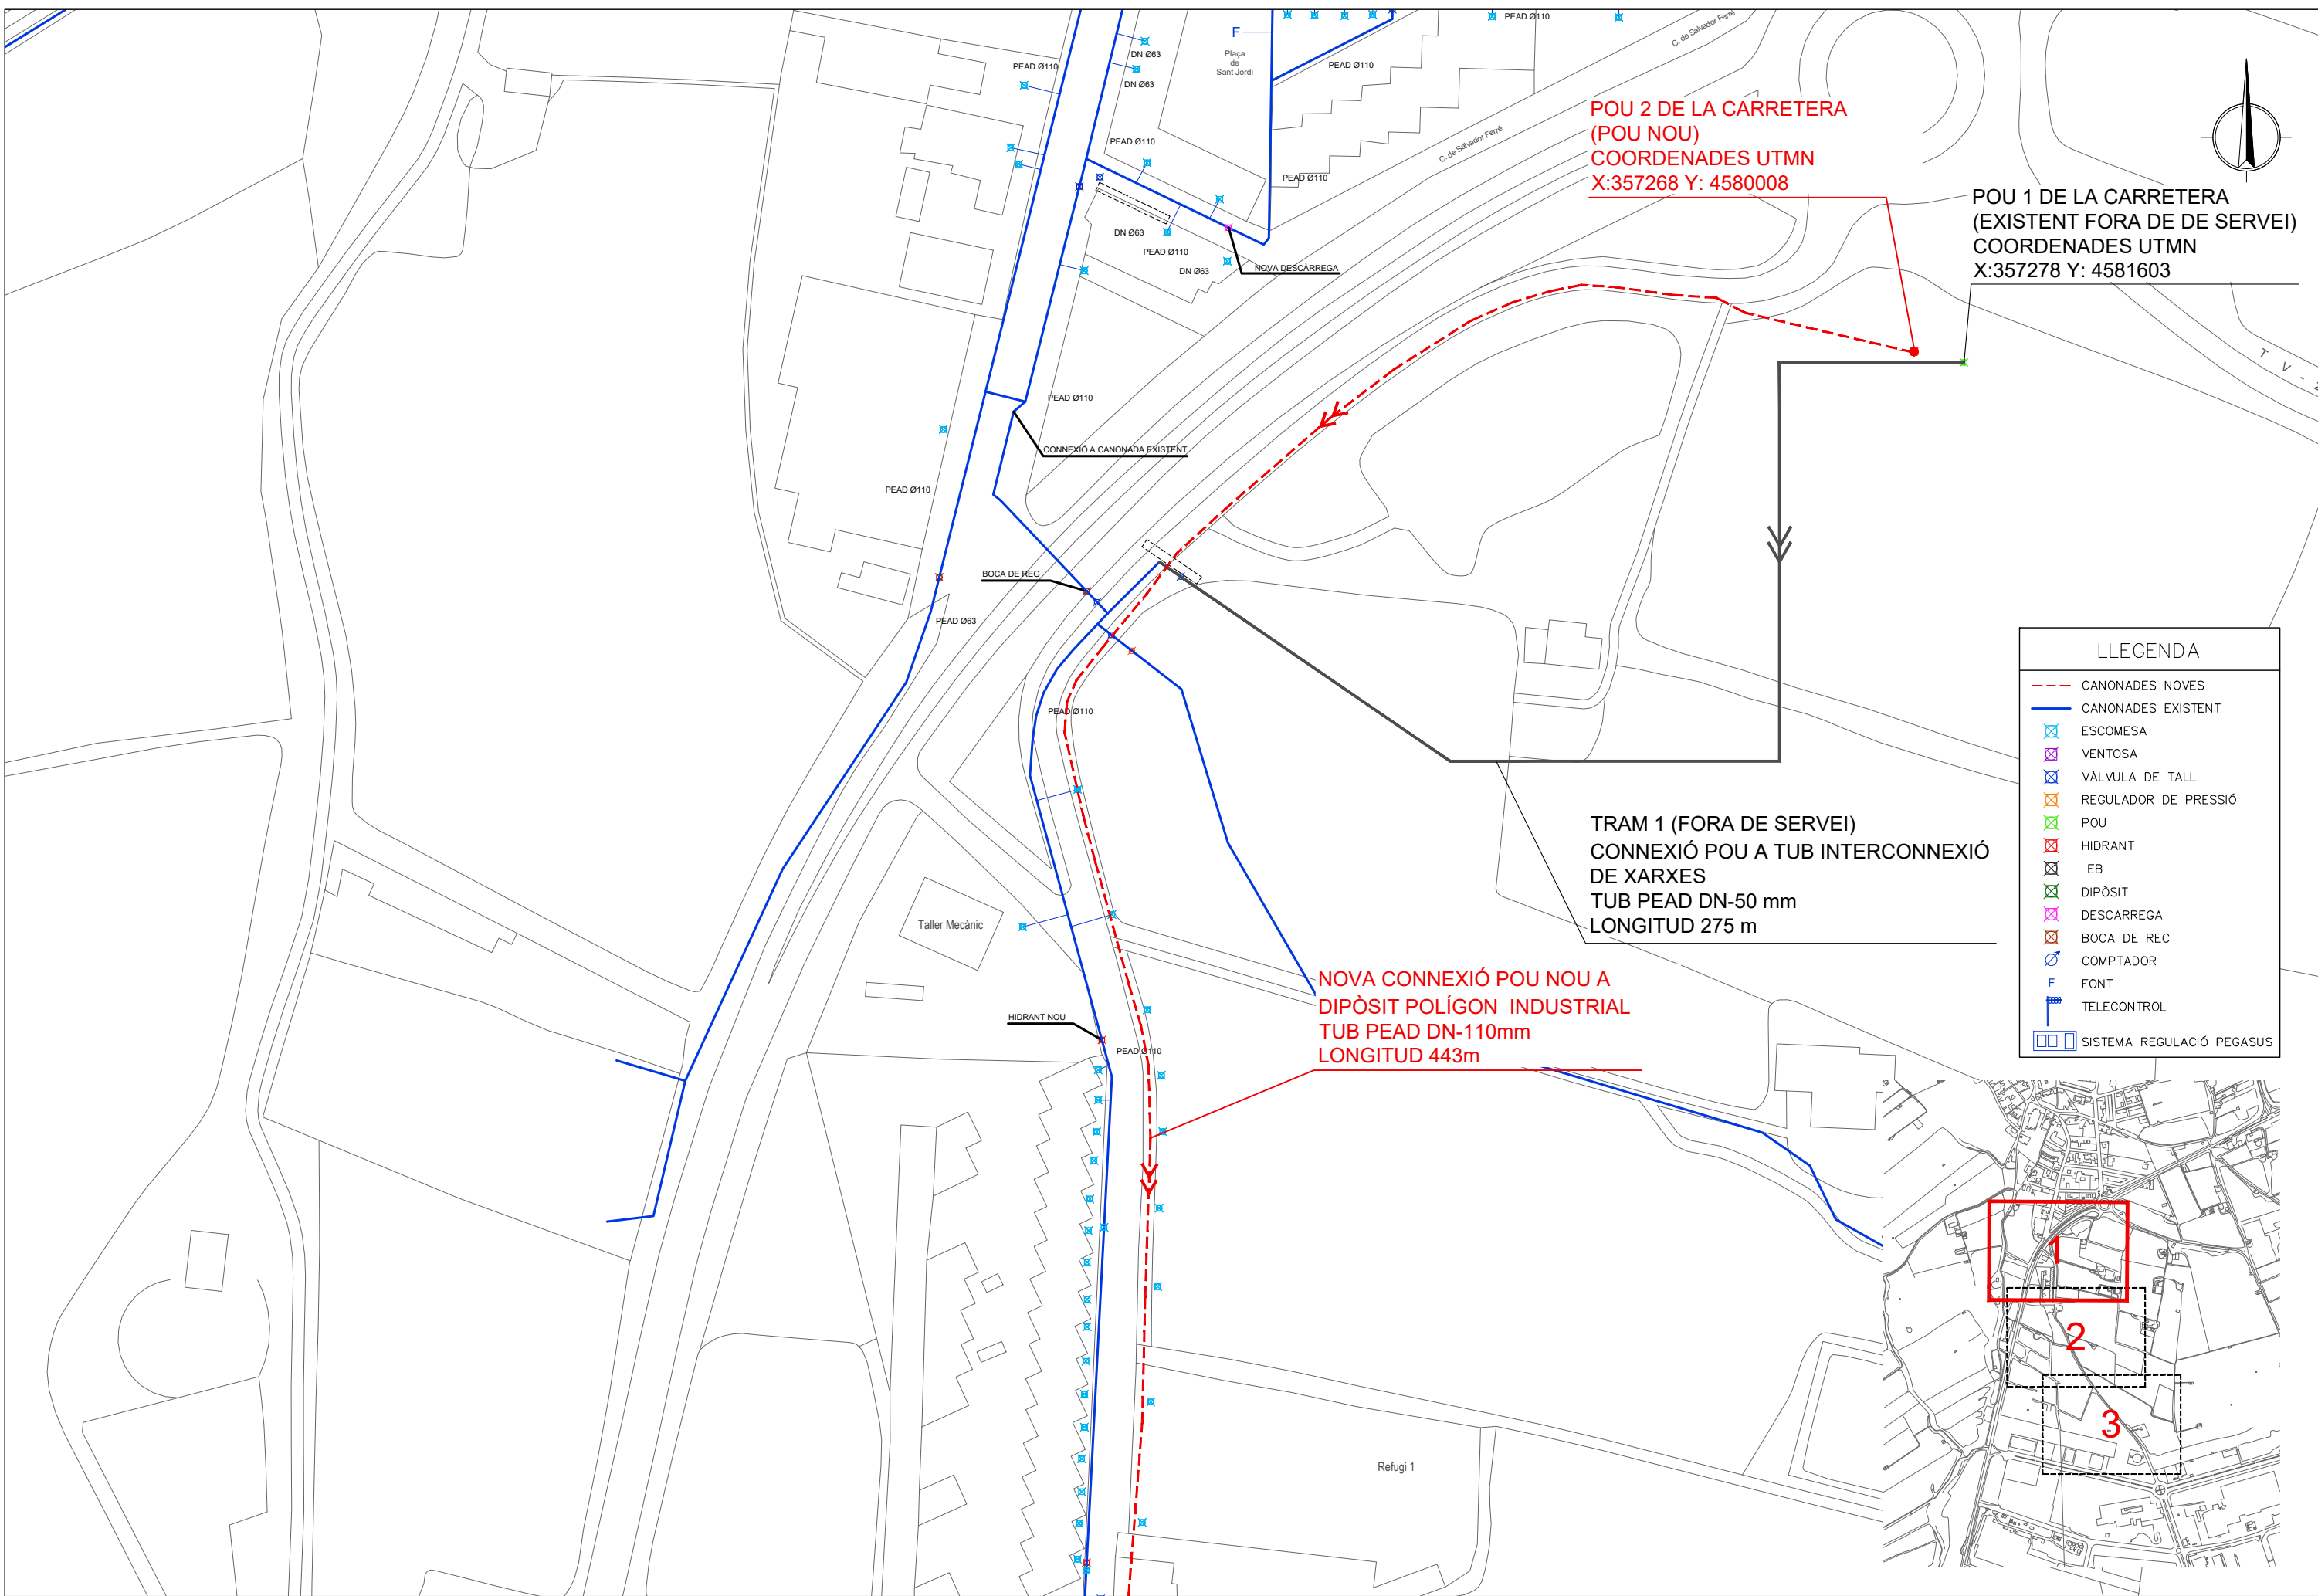 PEAD Ø110
DN Ø63
DN Ø63
F
Plaça
de
Sant Jordi
PEAD Ø110
PEAD Ø110
C. de Salvador Ferré
C. de Salvador Ferré
PEAD Ø110
PEAD Ø110
DN Ø63
PEAD Ø110
DN Ø63
NOVA DESCÀRREGA
POU 2 DE LA CARRETERA
(POU NOU)
COORDENADES UTMN
X:357268 Y: 4580008
POU 1 DE LA CARRETERA
(EXISTENT FORA DE DE SERVEI)
COORDENADES UTMN
X:357278 Y: 4581603
T V - 2
PEAD Ø110
CONNEXIÓ A CANONADA EXISTENT
PEAD Ø110
BOCA DE REG
PEAD Ø63
PEAD Ø110
TRAM 1 (FORA DE SERVEI)
CONNEXIÓ POU A TUB INTERCONNEXIÓ
DE XARXES
TUB PEAD DN-50 mm
LONGITUD 275 m
Taller Mecànic
NOVA CONNEXIÓ POU NOU A
DIPÒSIT POLÍGON INDUSTRIAL
TUB PEAD DN-110mm
LONGITUD 443m
HIDRANT NOU
PEAD Ø110
Refugi 1
LLEGENDA
CANONADES NOVES
CANONADES EXISTENT
ESCOMESA
VENTOSA
VÀLVULA DE TALL
REGULADOR DE PRESSIÓ
POU
HIDRANT
EB
DIPÒSIT
DESCARREGA
BOCA DE REC
COMPTADOR
F FONT
TELECONTROL
SISTEMA REGULACIÓ PEGASUS
1
2
3